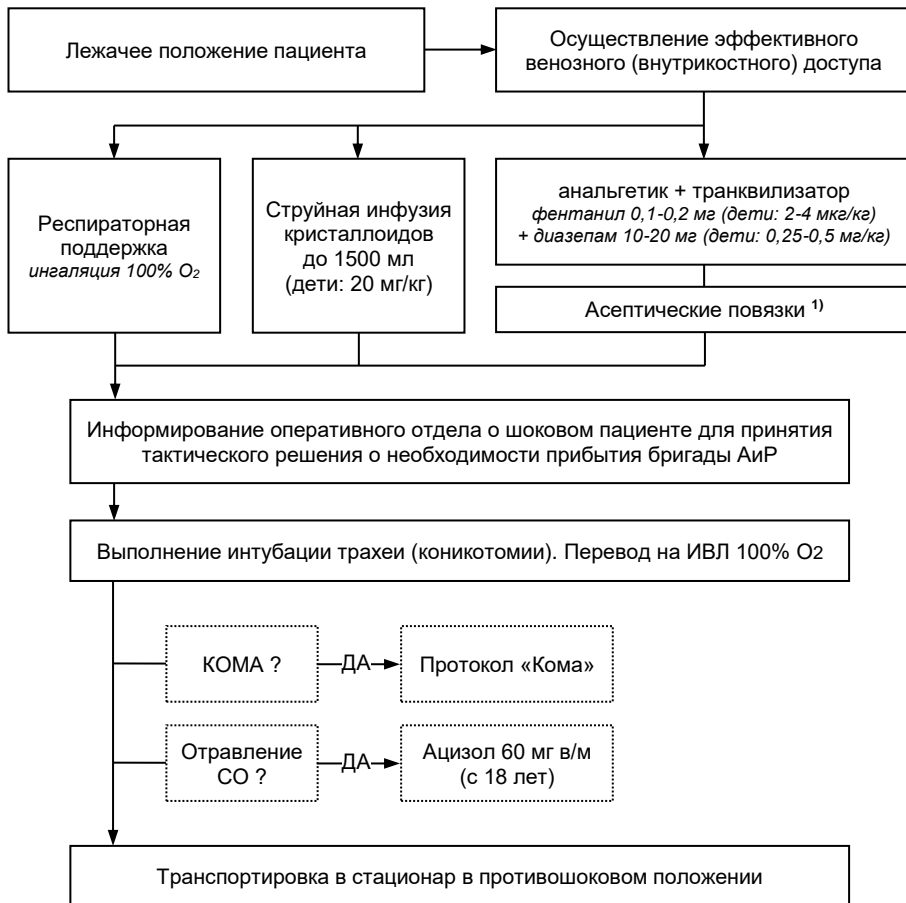 Лежачее положение пациента
Осуществление эффективного
венозного (внутрикостного) доступа
Респираторная
поддержка
ингаляция 100% O2
Струйная инфузия
кристаллоидов
до 1500 мл
(дети: 20 мг/кг)
анальгетик + транквилизатор
фентанил 0,1-0,2 мг (дети: 2-4 мкг/кг)
+ диазепам 10-20 мг (дети: 0,25-0,5 мг/кг)
Асептические повязки 1)
Информирование оперативного отдела о шоковом пациенте для принятия
тактического решения о необходимости прибытия бригады АиР
Выполнение интубации трахеи (коникотомии). Перевод на ИВЛ 100% O2
КОМА ?
ДА
Протокол «Кома»
Отравление
СО ?
ДА
Ацизол 60 мг в/м
(с 18 лет)
Транспортировка в стационар в противошоковом положении